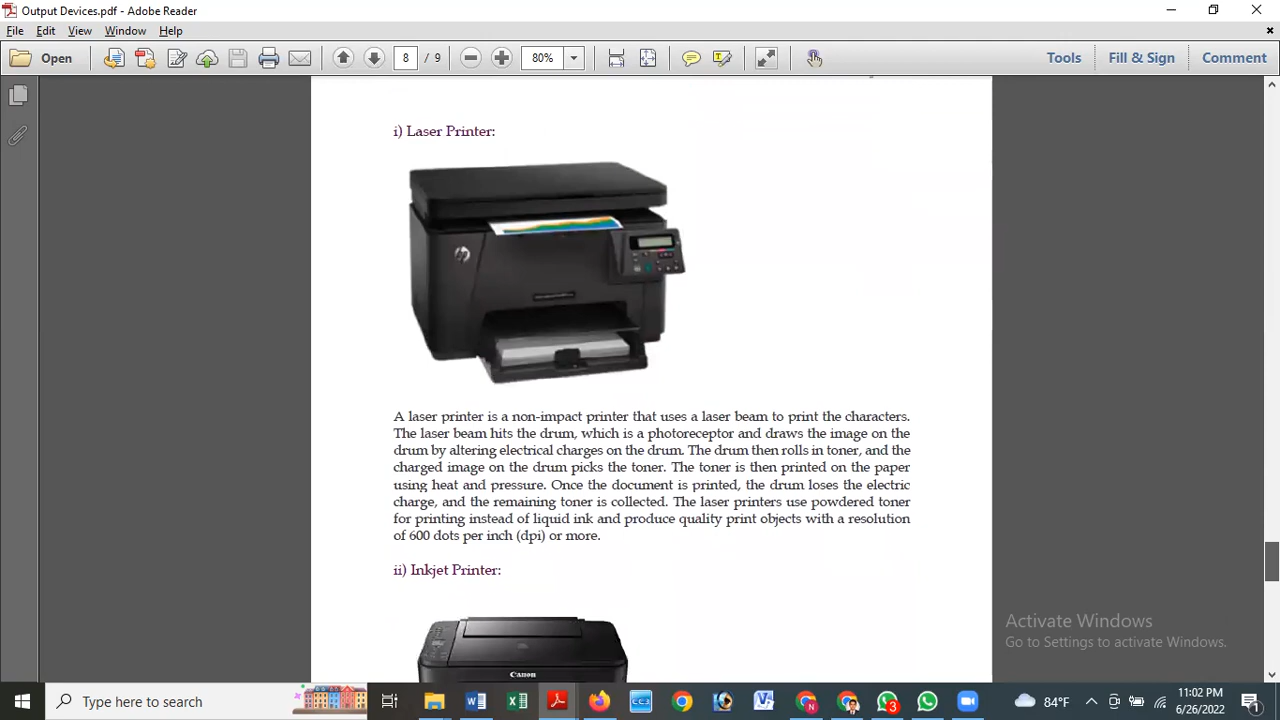 Output Devices.pdf - Adobe Reader
File Edit View Window Help
Open 8 / 9 80% Tools Fill & Sign Comment
i) Laser Printer:
hp
A laser printer is a non-impact printer that uses a laser beam to print the characters.
The laser beam hits the drum, which is a photoreceptor and draws the image on the
drum by altering electrical charges on the drum. The drum then rolls in toner, and the
charged image on the drum picks the toner. The toner is then printed on the paper
using heat and pressure. Once the document is printed, the drum loses the electric
charge, and the remaining toner is collected. The laser printers use powdered toner
for printing instead of liquid ink and produce quality print objects with a resolution
of 600 dots per inch (dpi) or more.
ii) Inkjet Printer:
Canon
Activate Windows
Go to Settings to activate Windows.
Type here to search
3
84°F
11:02 PM
6/26/2022
1